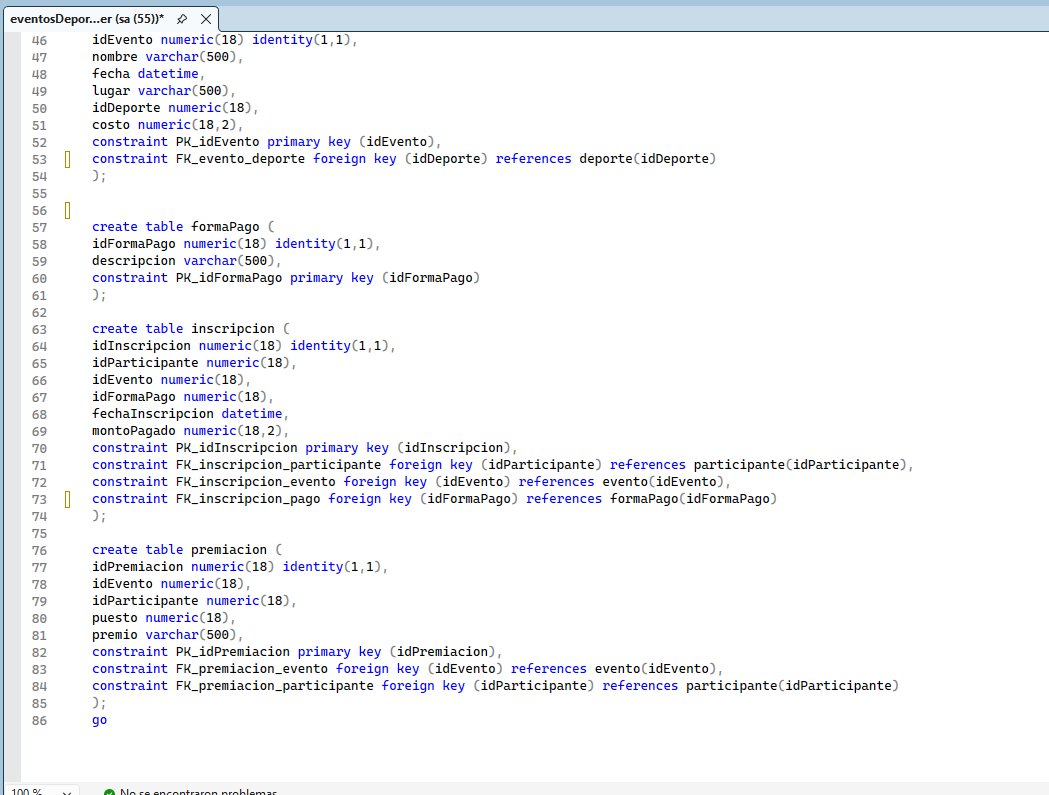 eventosDepor...er (sa (55))*
46 idEvento numeric(18) identity(1,1),
47 nombre varchar(500),
48 fecha datetime,
49 lugar varchar(500),
50 idDeporte numeric(18),
51 costo numeric(18,2),
52 constraint PK_idEvento primary key (idEvento),
53 constraint FK_evento_deporte foreign key (idDeporte) references deporte(idDeporte)
54 );
55
56
57 create table formaPago (
58 idFormaPago numeric(18) identity(1,1),
59 descripcion varchar(500),
60 constraint PK_idFormaPago primary key (idFormaPago)
61 );
62
63 create table inscripcion (
64 idInscripcion numeric(18) identity(1,1),
65 idParticipante numeric(18),
66 idEvento numeric(18),
67 idFormaPago numeric(18),
68 fechaInscripcion datetime,
69 montoPagado numeric(18,2),
70 constraint PK_idInscripcion primary key (idInscripcion),
71 constraint FK_inscripcion_participante foreign key (idParticipante) references participante(idParticipante),
72 constraint FK_inscripcion_evento foreign key (idEvento) references evento(idEvento),
73 constraint FK_inscripcion_pago foreign key (idFormaPago) references formaPago(idFormaPago)
74 );
75
76 create table premiacion (
77 idPremiacion numeric(18) identity(1,1),
78 idEvento numeric(18),
79 idParticipante numeric(18),
80 puesto numeric(18),
81 premio varchar(500),
82 constraint PK_idPremiacion primary key (idPremiacion),
83 constraint FK_premiacion_evento foreign key (idEvento) references evento(idEvento),
84 constraint FK_premiacion_participante foreign key (idParticipante) references participante(idParticipante)
85 );
86 go
100 % No se encontraron problemas